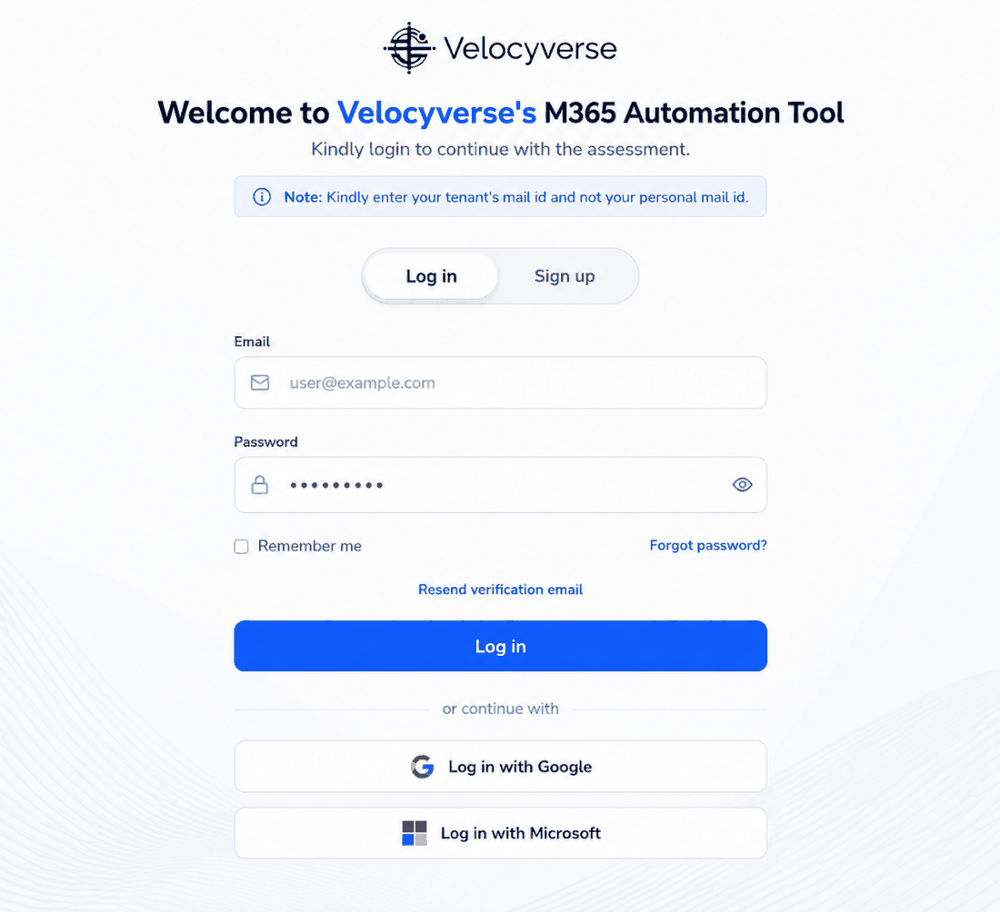 Velocyverse
Welcome to Velocyverse's M365 Automation Tool
Kindly login to continue with the assessment.
Note: Kindly enter your tenant's mail id and not your personal mail id.
Log in
Sign up
Email
user@example.com
Password
Remember me
Forgot password?
Resend verification email
Log in
or continue with
Log in with Google
Log in with Microsoft